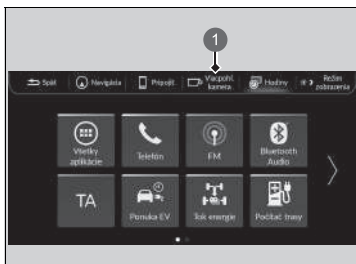 1
Späť
Navigácia
Pripojiť
Viacpohľ.
kamera
Hodiny
Režim
zobrazenia
Všetky
aplikácie
Telefón
FM
Bluetooth
Audio
TA
Ponuka EV
Tok energie
Počítač trasy